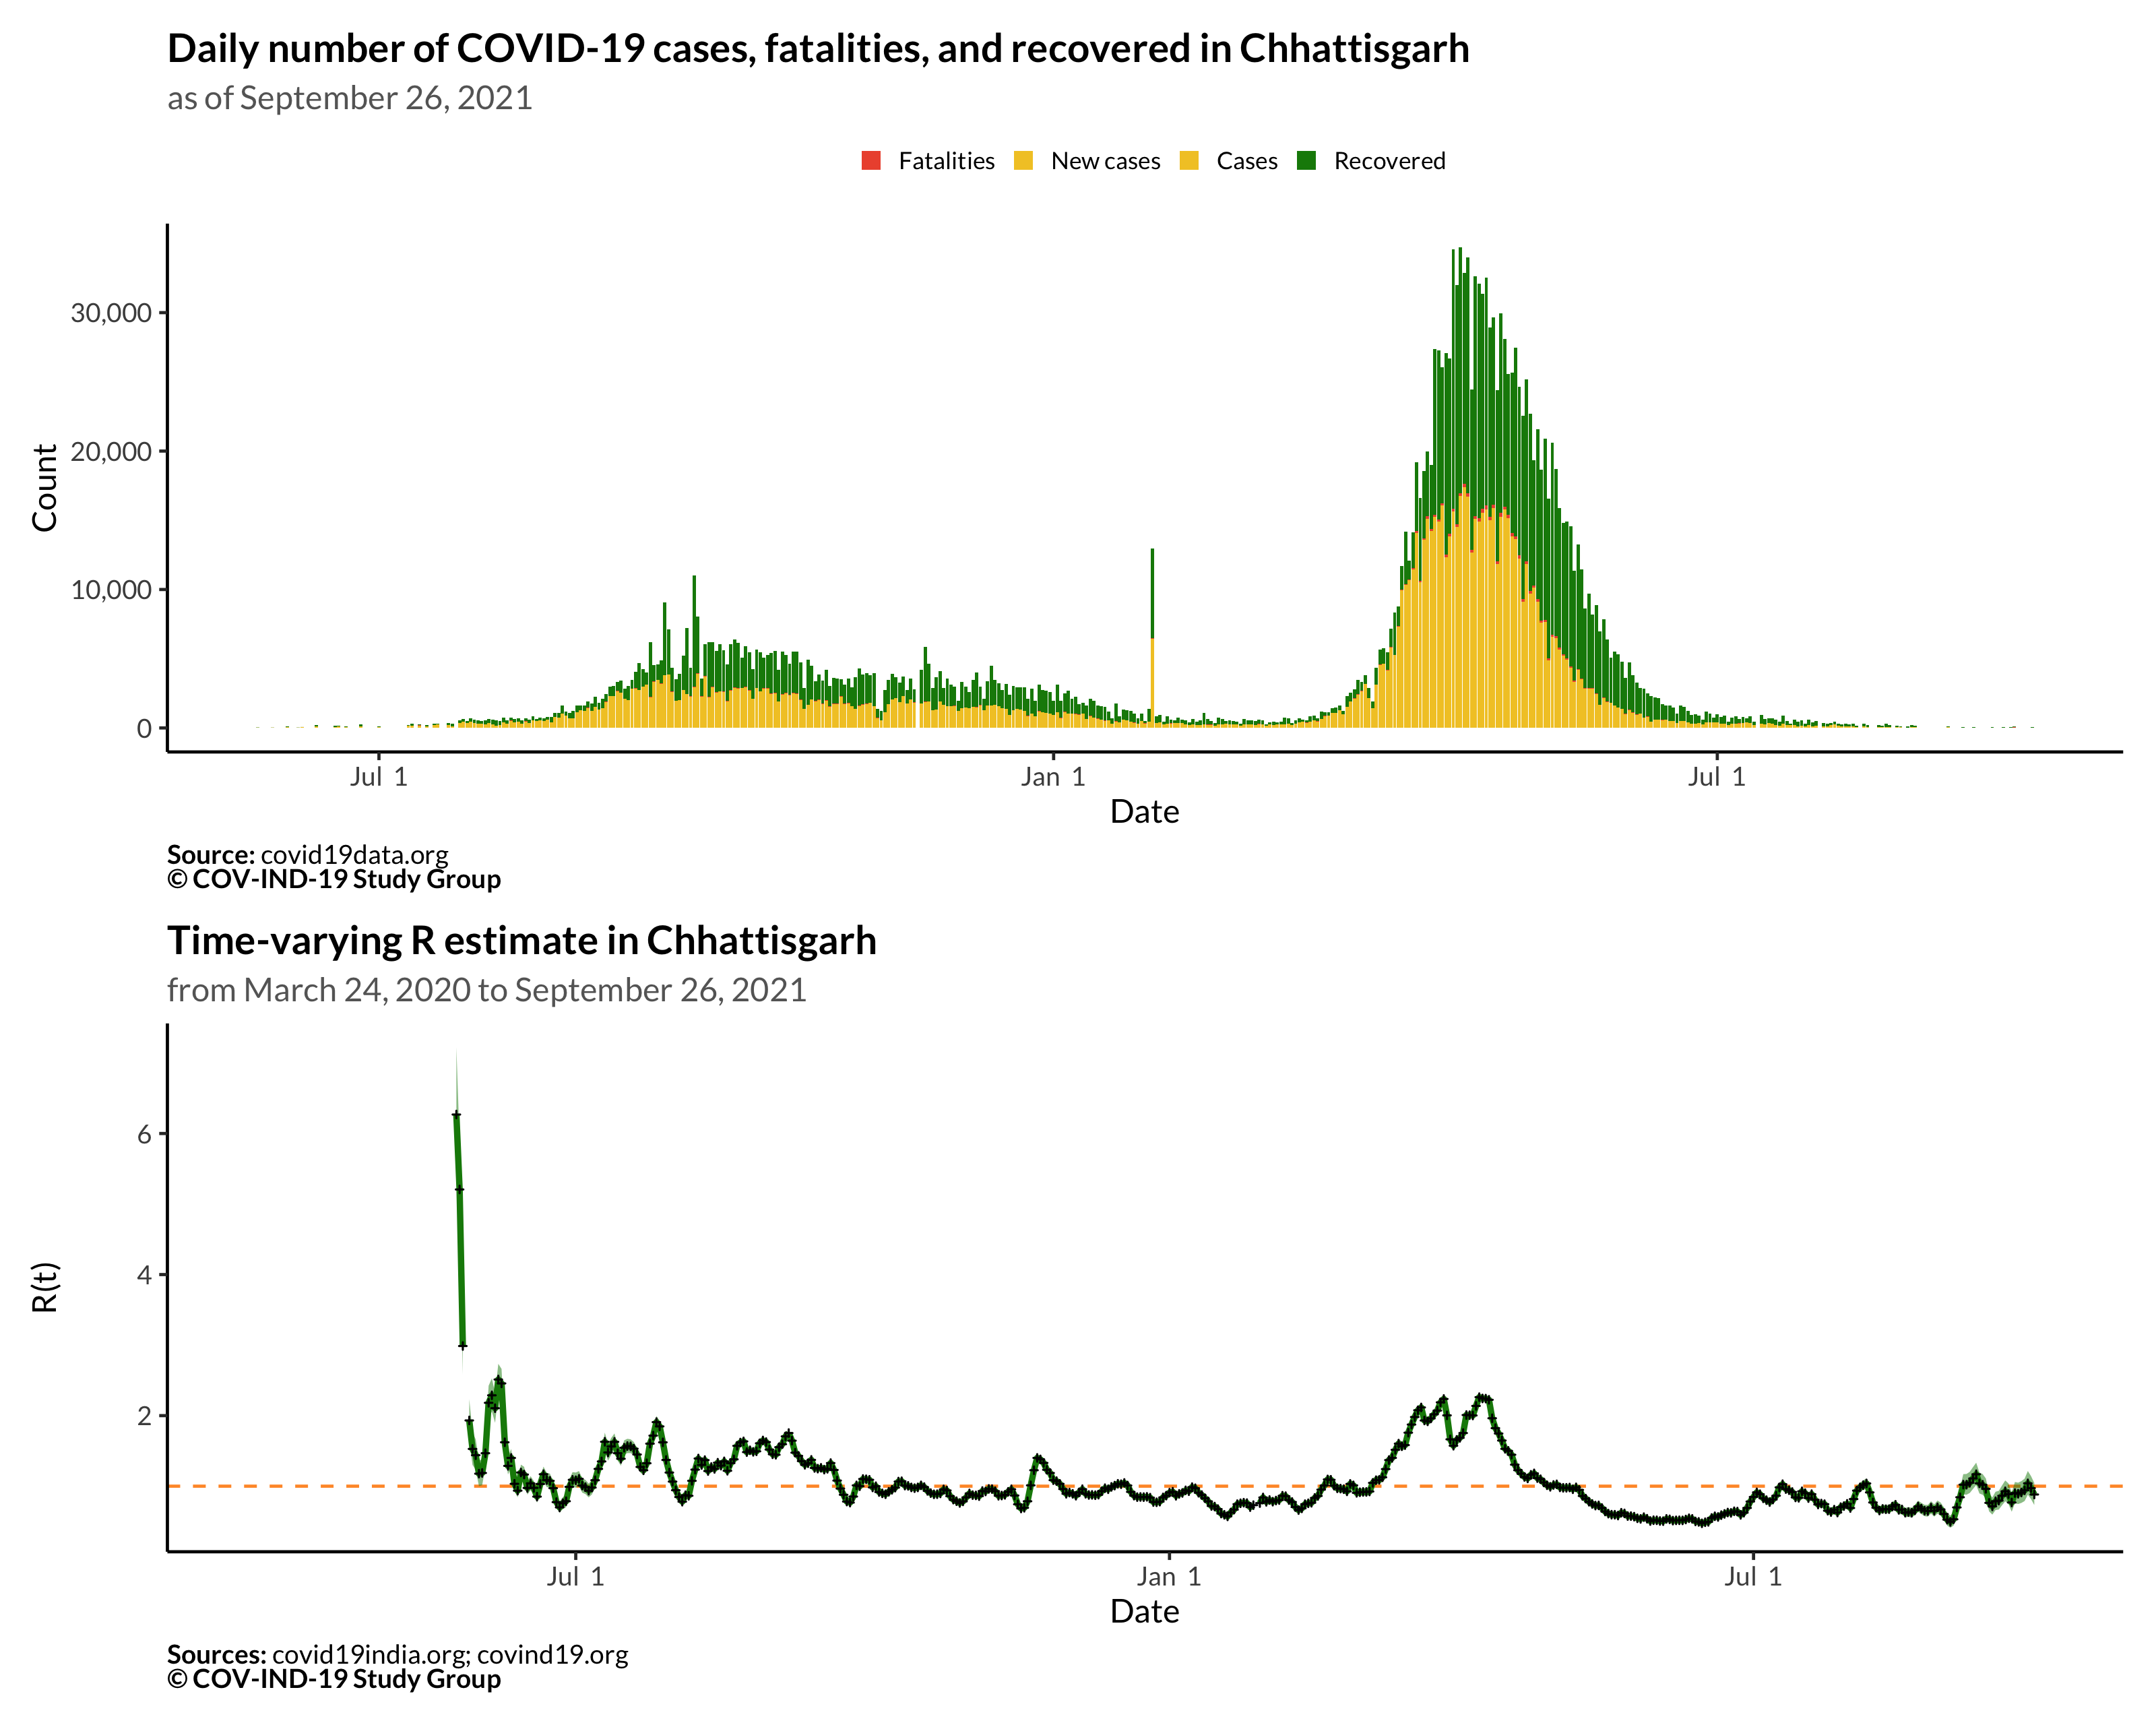 Daily number of COVID-19 cases, fatalities, and recovered in Chhattisgarh
as of September 26, 2021
Fatalities New cases Cases Recovered
Count
30,000
20,000
10,000
0
Jul 1 Jan 1 Jul 1
Date
Source: covid19data.org
© COV-IND-19 Study Group
Time-varying R estimate in Chhattisgarh
from March 24, 2020 to September 26, 2021
R(t)
6
4
2
Jul 1 Jan 1 Jul 1
Date
Sources: covid19india.org; covind19.org
© COV-IND-19 Study Group